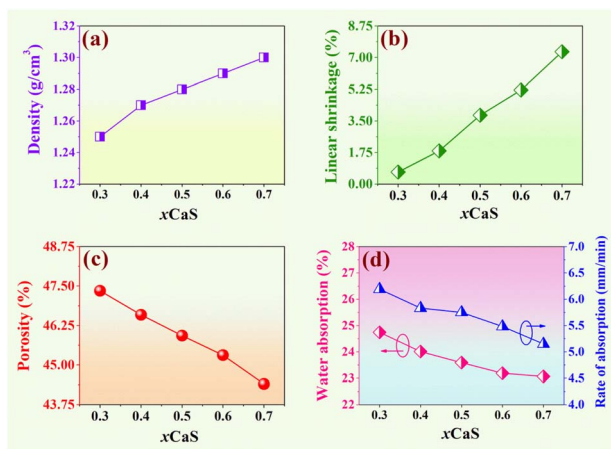 (a)
Density (g/cm³)
1.32
1.30
1.28
1.26
1.24
1.22
0.3 0.4 0.5 0.6 0.7
xCaS
(b)
Linear shrinkage (%)
8.75
7.00
5.25
3.50
1.75
0.00
0.3 0.4 0.5 0.6 0.7
xCaS
(c)
Porosity (%)
48.75
47.50
46.25
45.00
43.75
0.3 0.4 0.5 0.6 0.7
xCaS
(d)
Water absorption (%)
28
27
26
25
24
23
22
0.3 0.4 0.5 0.6 0.7
xCaS
7.0
6.5
6.0
5.5
5.0
4.5
4.0
Rate of absorption (mm/min)